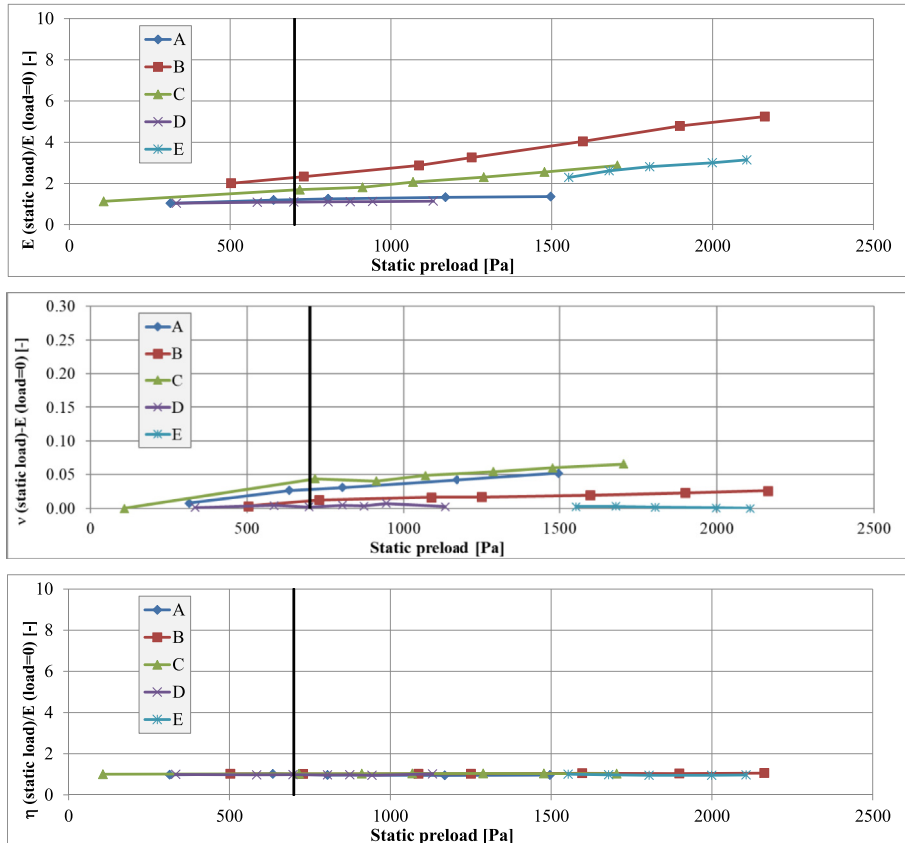 E (static load)/E (load=0) [-]
10
8
6
4
2
0
A
B
C
D
E
0 500 1000 1500 2000 2500
Static preload [Pa]
ν (static load)-E (load=0) [-]
0.30
0.25
0.20
0.15
0.10
0.05
0.00
A
B
C
D
E
0 500 1000 1500 2000 2500
Static preload [Pa]
η (static load)/E (load=0) [-]
10
8
6
4
2
0
A
B
C
D
E
0 500 1000 1500 2000 2500
Static preload [Pa]